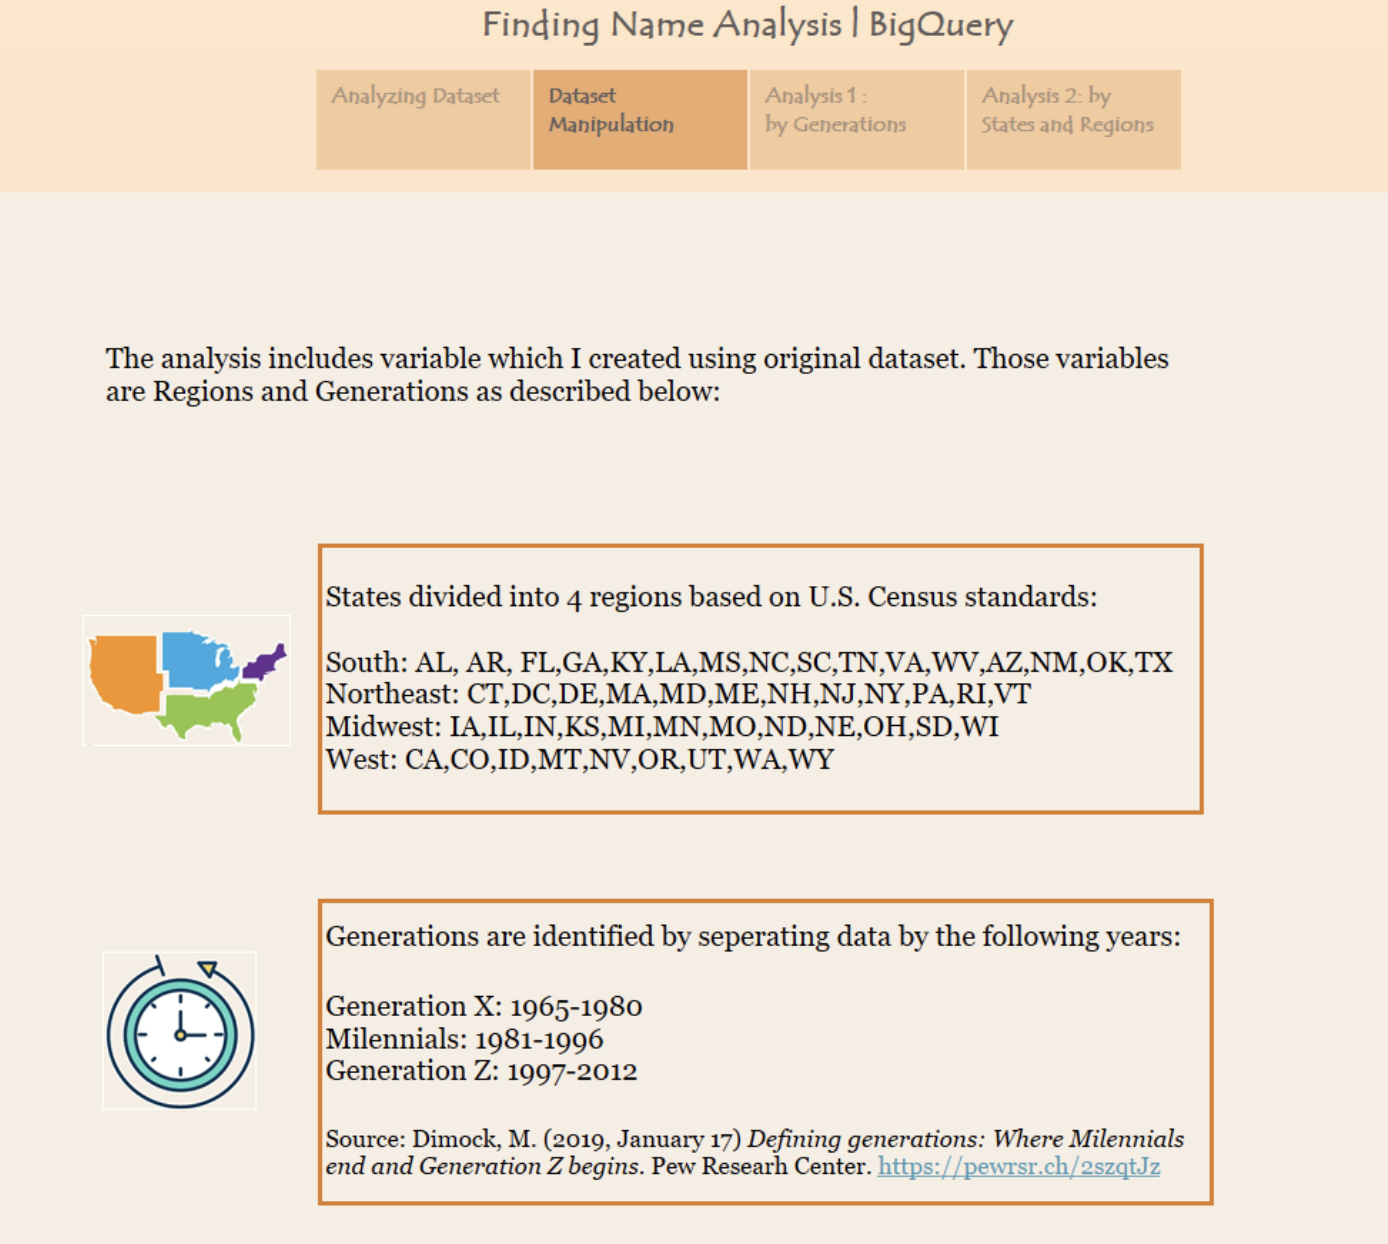 Finding Name Analysis | BigQuery
Analyzing Dataset
Dataset
Manipulation
Analysis 1 :
by Generations
Analysis 2: by
States and Regions
The analysis includes variable which I created using original dataset. Those variables
are Regions and Generations as described below:
States divided into 4 regions based on U.S. Census standards:
South: AL, AR, FL,GA,KY,LA,MS,NC,SC,TN,VA,WV,AZ,NM,OK,TX
Northeast: CT,DC,DE,MA,MD,ME,NH,NJ,NY,PA,RI,VT
Midwest: IA,IL,IN,KS,MI,MN,MO,ND,NE,OH,SD,WI
West: CA,CO,ID,MT,NV,OR,UT,WA,WY
Generations are identified by seperating data by the following years:
Generation X: 1965-1980
Milennials: 1981-1996
Generation Z: 1997-2012
Source: Dimock, M. (2019, January 17) Defining generations: Where Milennials
end and Generation Z begins. Pew Researh Center. https://pewrsr.ch/2szqtJz